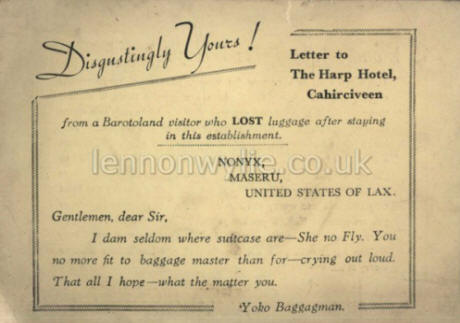 Disgustingly Yours!
Letter to
The Harp Hotel,
Cahirciveen
from a Barotoland visitor who LOST luggage after staying
in this establishment.
lennonwylie.co.uk
NONYX,
MASERU,
UNITED STATES OF LAX.
Gentlemen, dear Sir,
I dam seldom where suitcase are—She no Fly. You
no more fit to baggage master than for—crying out loud.
That all I hope—what the matter you.
Yoko Baggagman.